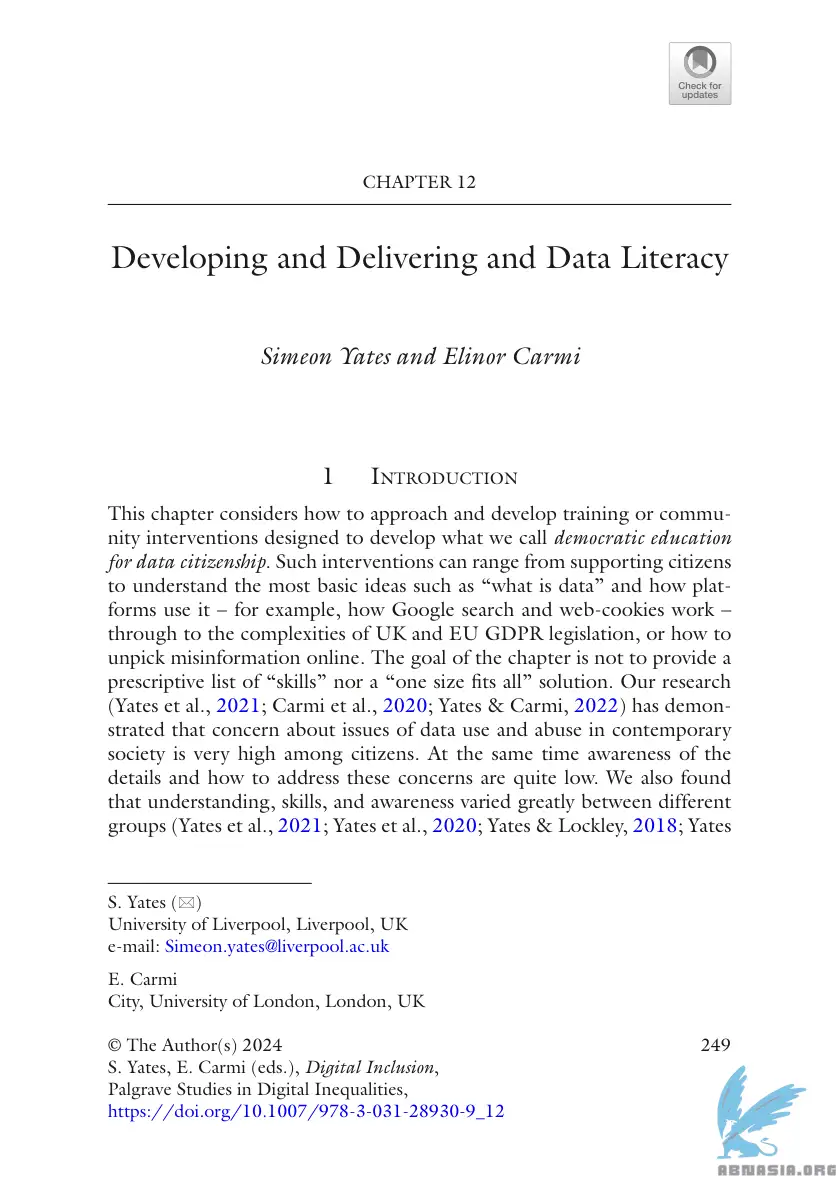 Check for
updates
CHAPTER 12
Developing and Delivering and Data Literacy
Simeon Yates and Elinor Carmi
1 Introduction
This chapter considers how to approach and develop training or commu-
nity interventions designed to develop what we call democratic education
for data citizenship. Such interventions can range from supporting citizens
to understand the most basic ideas such as “what is data” and how plat-
forms use it – for example, how Google search and web-cookies work –
through to the complexities of UK and EU GDPR legislation, or how to
unpick misinformation online. The goal of the chapter is not to provide a
prescriptive list of “skills” nor a “one size fits all” solution. Our research
(Yates et al., 2021; Carmi et al., 2020; Yates & Carmi, 2022) has demon-
strated that concern about issues of data use and abuse in contemporary
society is very high among citizens. At the same time awareness of the
details and how to address these concerns are quite low. We also found
that understanding, skills, and awareness varied greatly between different
groups (Yates et al., 2021; Yates et al., 2020; Yates & Lockley, 2018; Yates
S. Yates (✉)
University of Liverpool, Liverpool, UK
e-mail: Simeon.yates@liverpool.ac.uk
E. Carmi
City, University of London, London, UK
© The Author(s) 2024 249
S. Yates, E. Carmi (eds.), Digital Inclusion,
Palgrave Studies in Digital Inequalities,
https://doi.org/10.1007/978-3-031-28930-9_12
ABNASIA.ORG